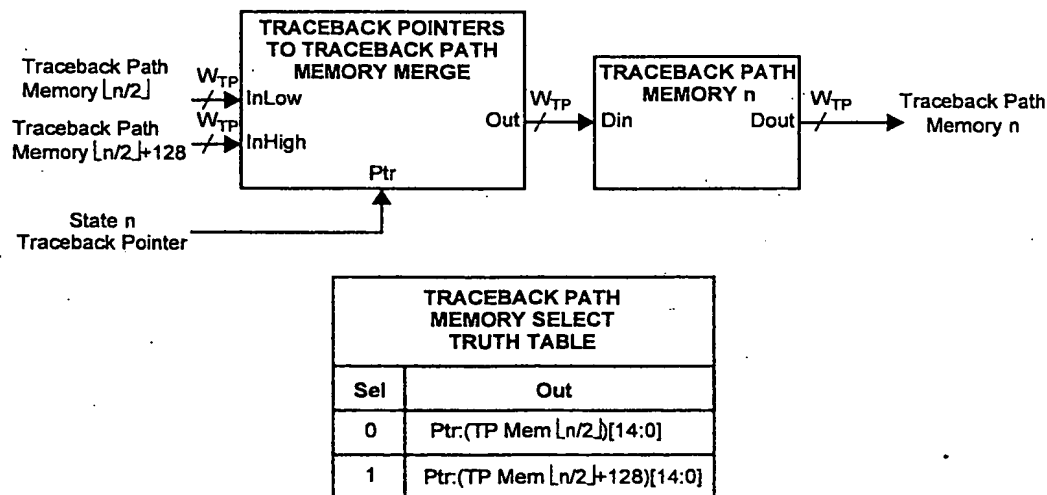 TRACEBACK POINTERS
TO TRACEBACK PATH
MEMORY MERGE
Traceback Path
Memory ⌊n/2⌋
W_TP
InLow
Traceback Path
Memory ⌊n/2⌋+128
W_TP
InHigh
Out
Ptr
W_TP
TRACEBACK PATH
MEMORY n
Din
Dout
W_TP
Traceback Path
Memory n
State n
Traceback Pointer
TRACEBACK PATH
MEMORY SELECT
TRUTH TABLE
Sel Out
0 Ptr:(TP Mem ⌊n/2⌋)[14:0]
1 Ptr:(TP Mem ⌊n/2⌋+128)[14:0]